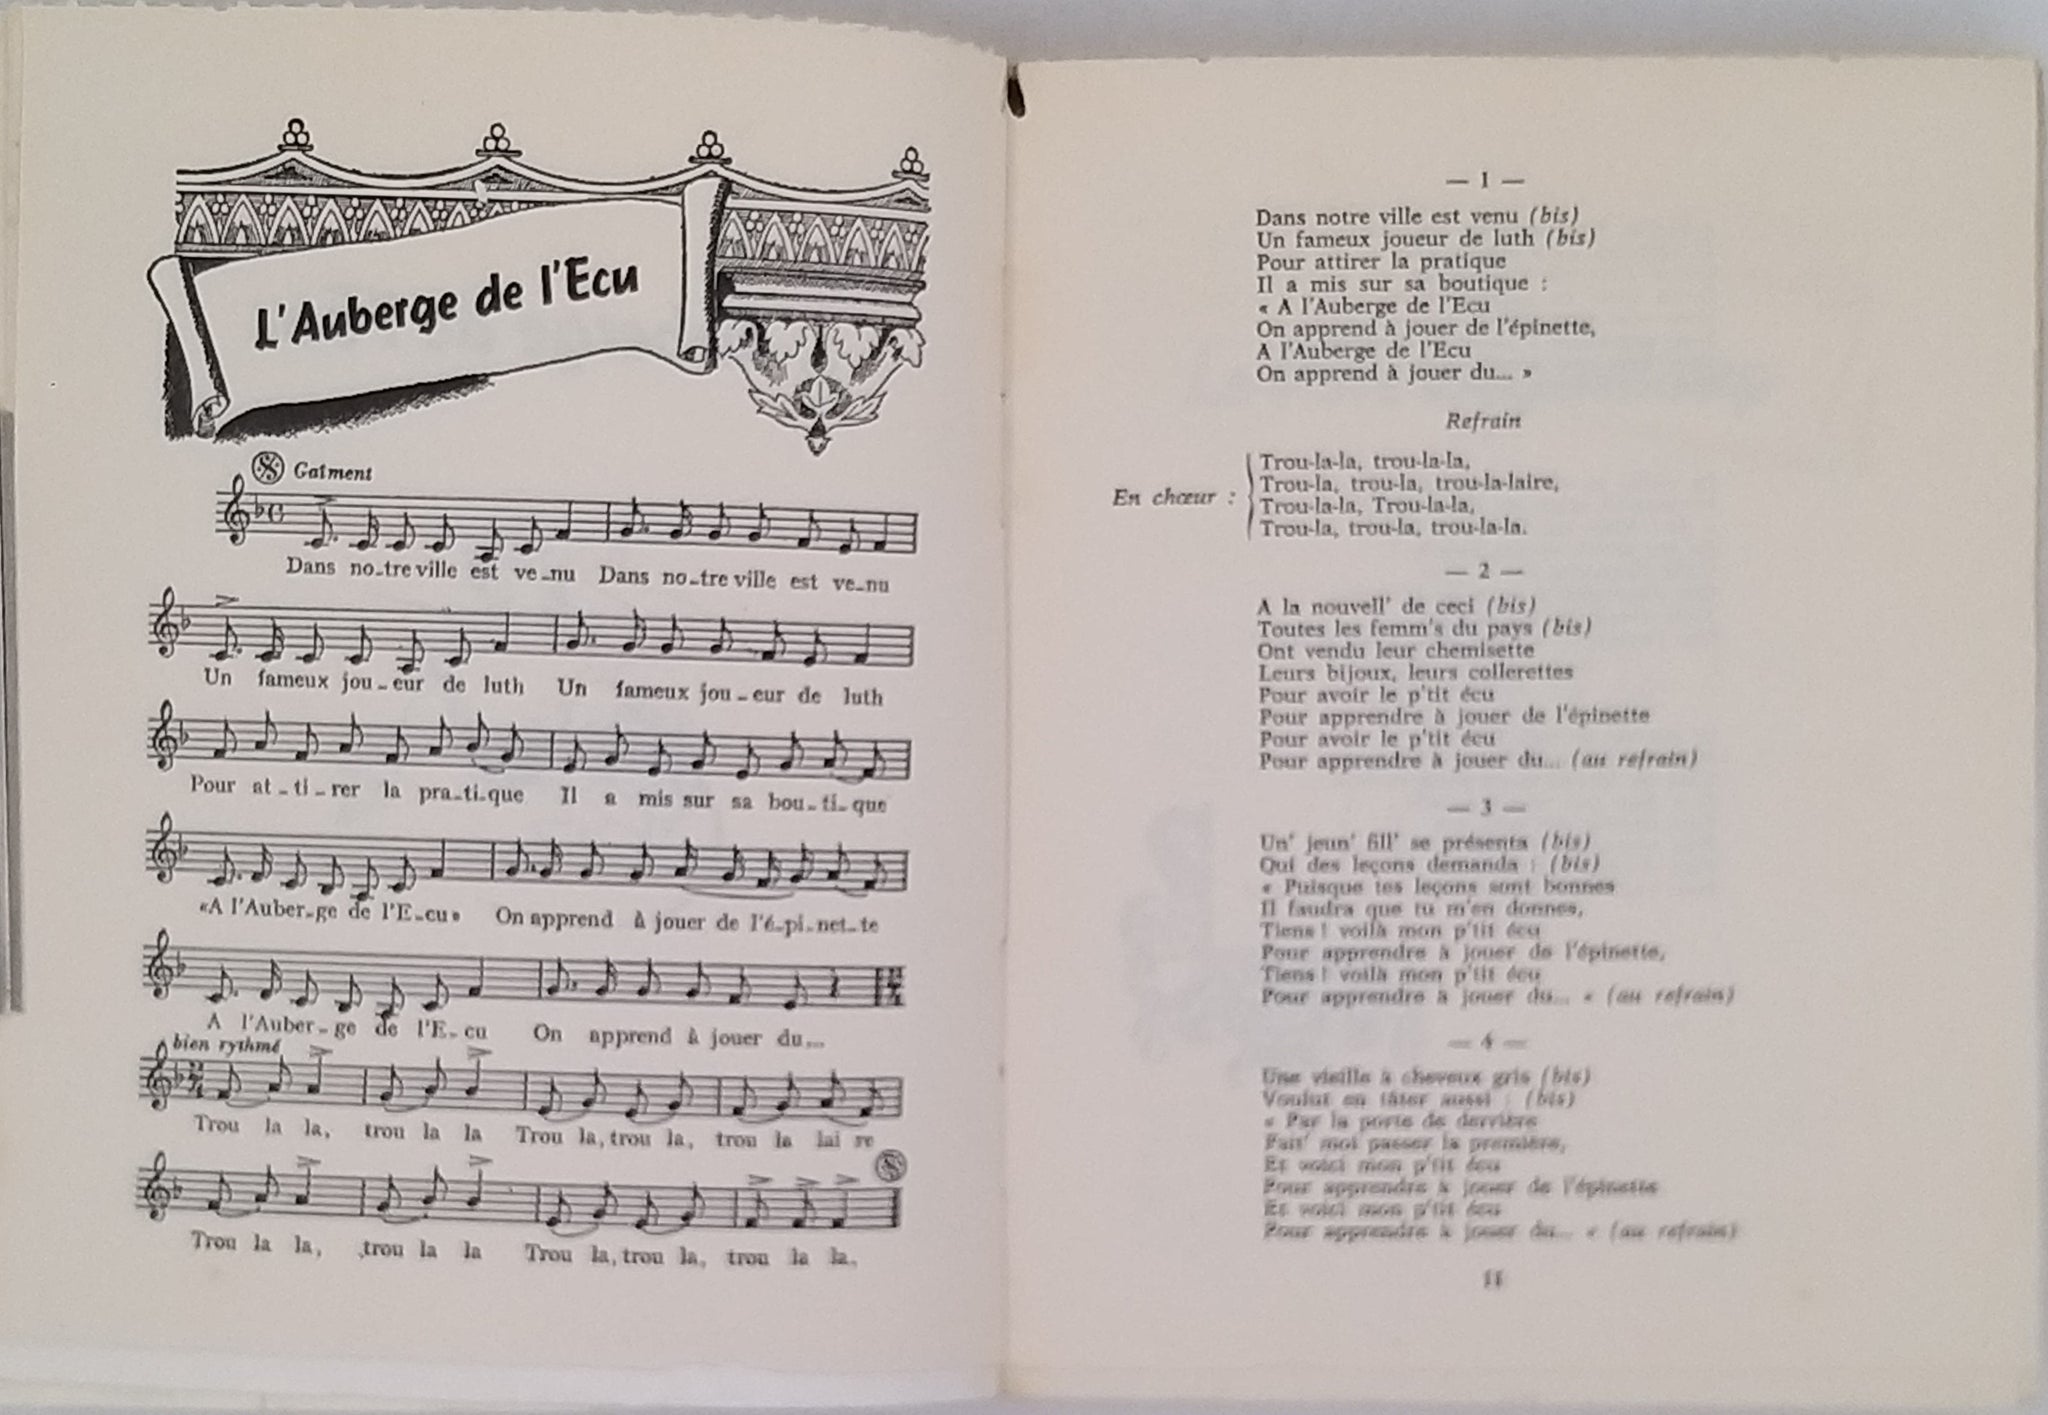 L'Auberge de l'Ecu
Gaîment
Dans no-tre ville est ve-nu Dans no-tre ville est ve-nu
Un fameux jou-eur de luth Un fameux jou-eur de luth
Pour at-ti-rer la pra-ti-que Il a mis sur sa bou-ti-que
«A l'Auber-ge de l'E-cu» On apprend à jouer de l'é-pi-net-te
A l'Auber-ge de l'E-cu On apprend à jouer du...
bien rythmé
Trou la la, trou la la Trou la, trou la, trou la lai re
Trou la la, trou la la Trou la, trou la, trou la la.
— 1 —
Dans notre ville est venu (bis)
Un fameux joueur de luth (bis)
Pour attirer la pratique
Il a mis sur sa boutique :
« A l'Auberge de l'Ecu
On apprend à jouer de l'épinette,
A l'Auberge de l'Ecu
On apprend à jouer du... »
Refrain
En chœur :
Trou-la-la, trou-la-la,
Trou-la, trou-la, trou-la-laire,
Trou-la-la, Trou-la-la,
Trou-la, trou-la, trou-la-la.
— 2 —
A la nouvell' de ceci (bis)
Toutes les femm's du pays (bis)
Ont vendu leur chemisette
Leurs bijoux, leurs collerettes
Pour avoir le p'tit écu
Pour apprendre à jouer de l'épinette
Pour avoir le p'tit écu
Pour apprendre à jouer du... (au refrain)
— 3 —
Un' jeun' fill' se présenta (bis)
Qui des leçons demanda : (bis)
« Puisque tes leçons sont bonnes
Il faudra que tu m'en donnes,
Tiens ! voilà mon p'tit écu
Pour apprendre à jouer de l'épinette,
Tiens ! voilà mon p'tit écu
Pour apprendre à jouer du... « (au refrain)
— 4 —
Une vieille à cheveux gris (bis)
Voulut en tâter aussi : (bis)
« Par la porte de derrière
Fait' moi passer la première,
Et voici mon p'tit écu
Pour apprendre à jouer de l'épinette
Et voici mon p'tit écu
Pour apprendre à jouer du... « (au refrain)
11